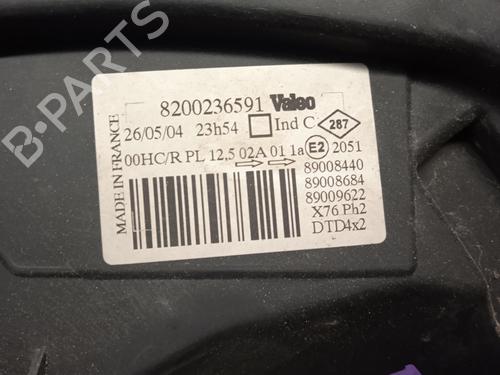 B-PARTS
8200236591 Valeo
26/05/04 23h54 Ind C 287
00HC/R PL 12,5 02A 01 1a E2 2051
89008440
89008684
89009622
X76 Ph2
DTD4x2
MADE IN FRANCE